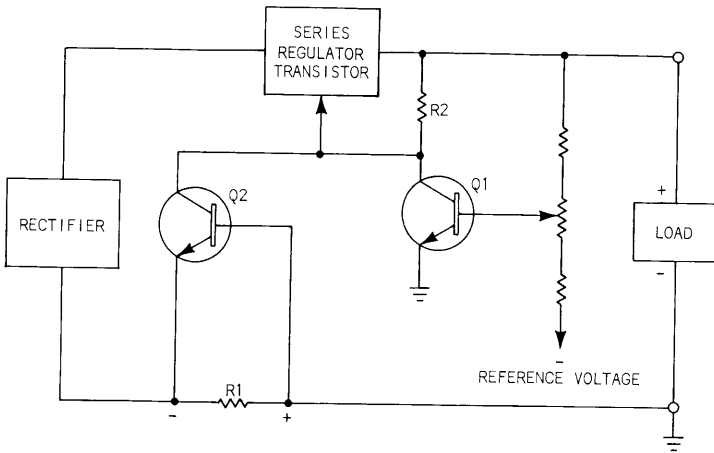 SERIES
REGULATOR
TRANSISTOR
R2
Q2
Q1
RECTIFIER
+
LOAD
-
-
REFERENCE VOLTAGE
R1
-
+